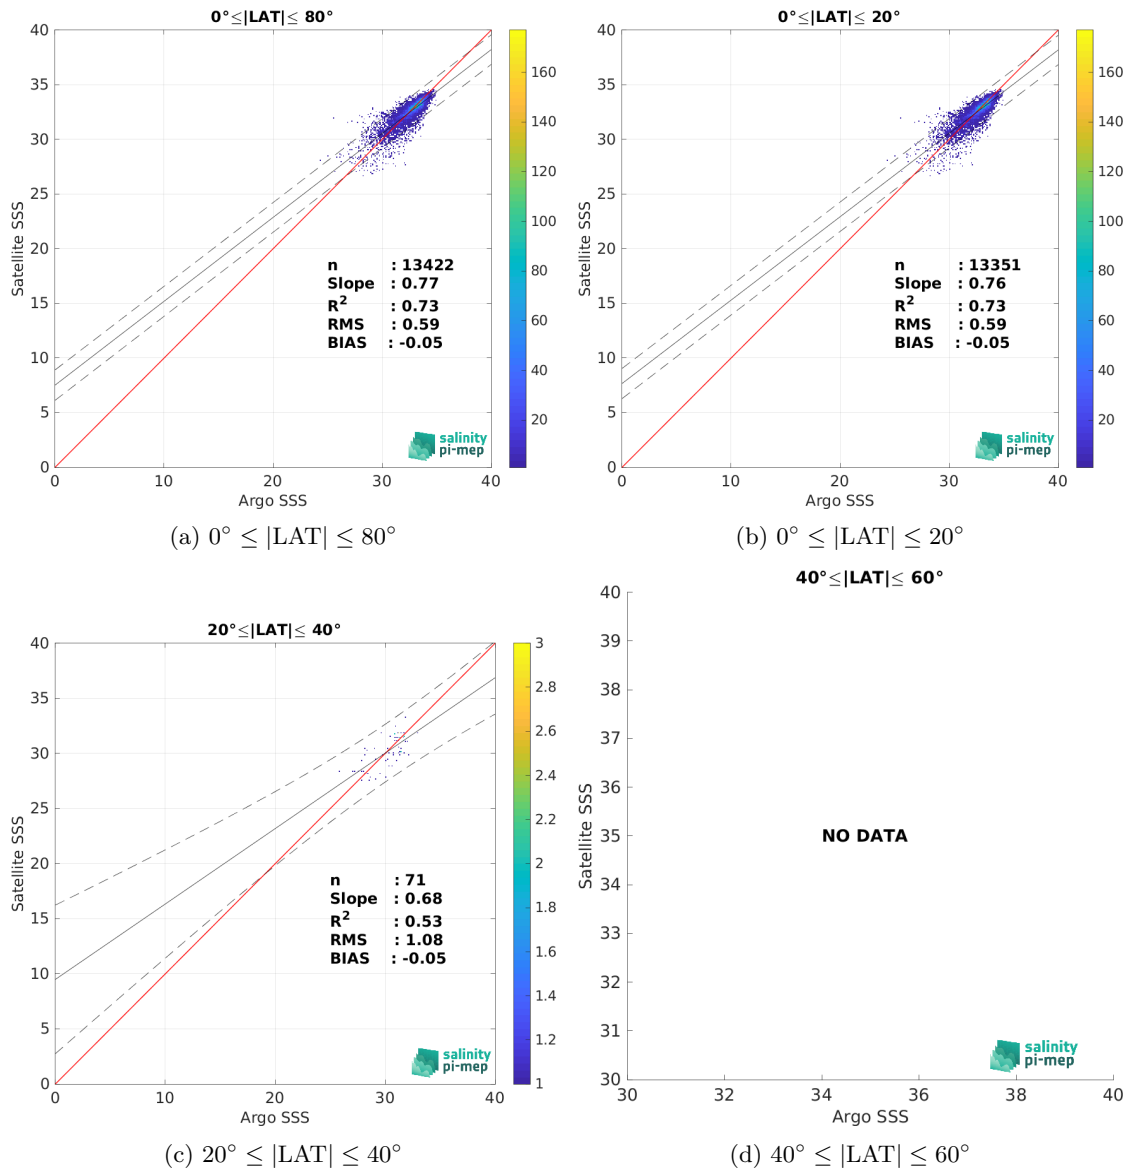 0°≤|LAT|≤ 80°
40
35
30
25
20
15
10
5
0
Satellite SSS
n : 13422
Slope : 0.77
R² : 0.73
RMS : 0.59
BIAS : -0.05
salinity
pi-mep
0 10 20 30 40
Argo SSS
160
140
120
100
80
60
40
20
(a) 0° ≤ |LAT| ≤ 80°
0°≤|LAT|≤ 20°
40
35
30
25
20
15
10
5
0
Satellite SSS
n : 13351
Slope : 0.76
R² : 0.73
RMS : 0.59
BIAS : -0.05
salinity
pi-mep
0 10 20 30 40
Argo SSS
160
140
120
100
80
60
40
20
(b) 0° ≤ |LAT| ≤ 20°
20°≤|LAT|≤ 40°
40
35
30
25
20
15
10
5
0
Satellite SSS
n : 71
Slope : 0.68
R² : 0.53
RMS : 1.08
BIAS : -0.05
salinity
pi-mep
0 10 20 30 40
Argo SSS
3
2.8
2.6
2.4
2.2
2
1.8
1.6
1.4
1.2
1
(c) 20° ≤ |LAT| ≤ 40°
40°≤|LAT|≤ 60°
40
39
38
37
36
35
34
33
32
31
30
Satellite SSS
NO DATA
salinity
pi-mep
30 32 34 36 38 40
Argo SSS
(d) 40° ≤ |LAT| ≤ 60°